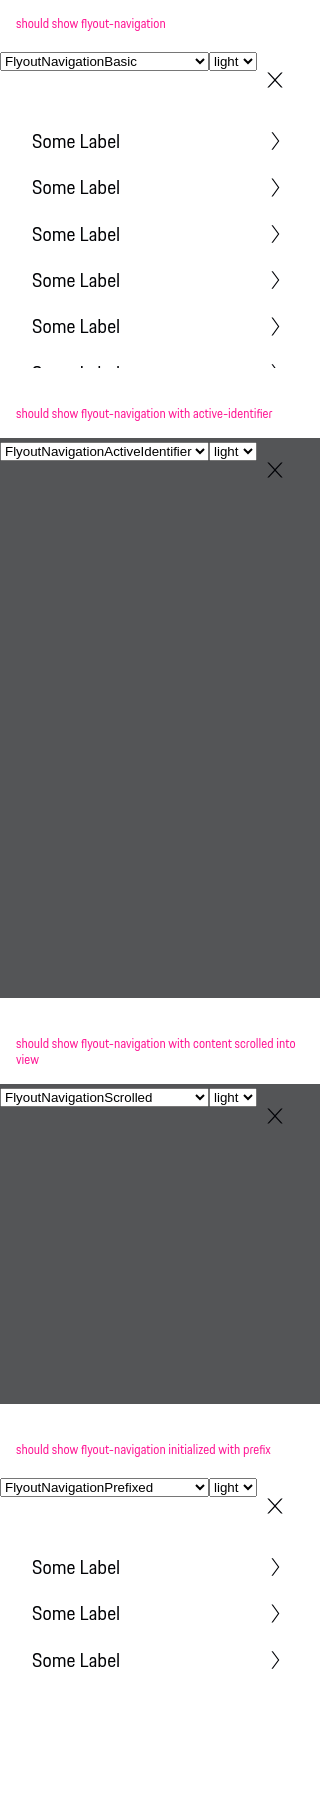 should show flyout-navigation
FlyoutNavigationBasic light
Some Label
Some Label
Some Label
Some Label
Some Label
should show flyout-navigation with active-identifier
FlyoutNavigationActiveIdentifier light
should show flyout-navigation with content scrolled into
view
FlyoutNavigationScrolled light
should show flyout-navigation initialized with prefix
FlyoutNavigationPrefixed light
Some Label
Some Label
Some Label